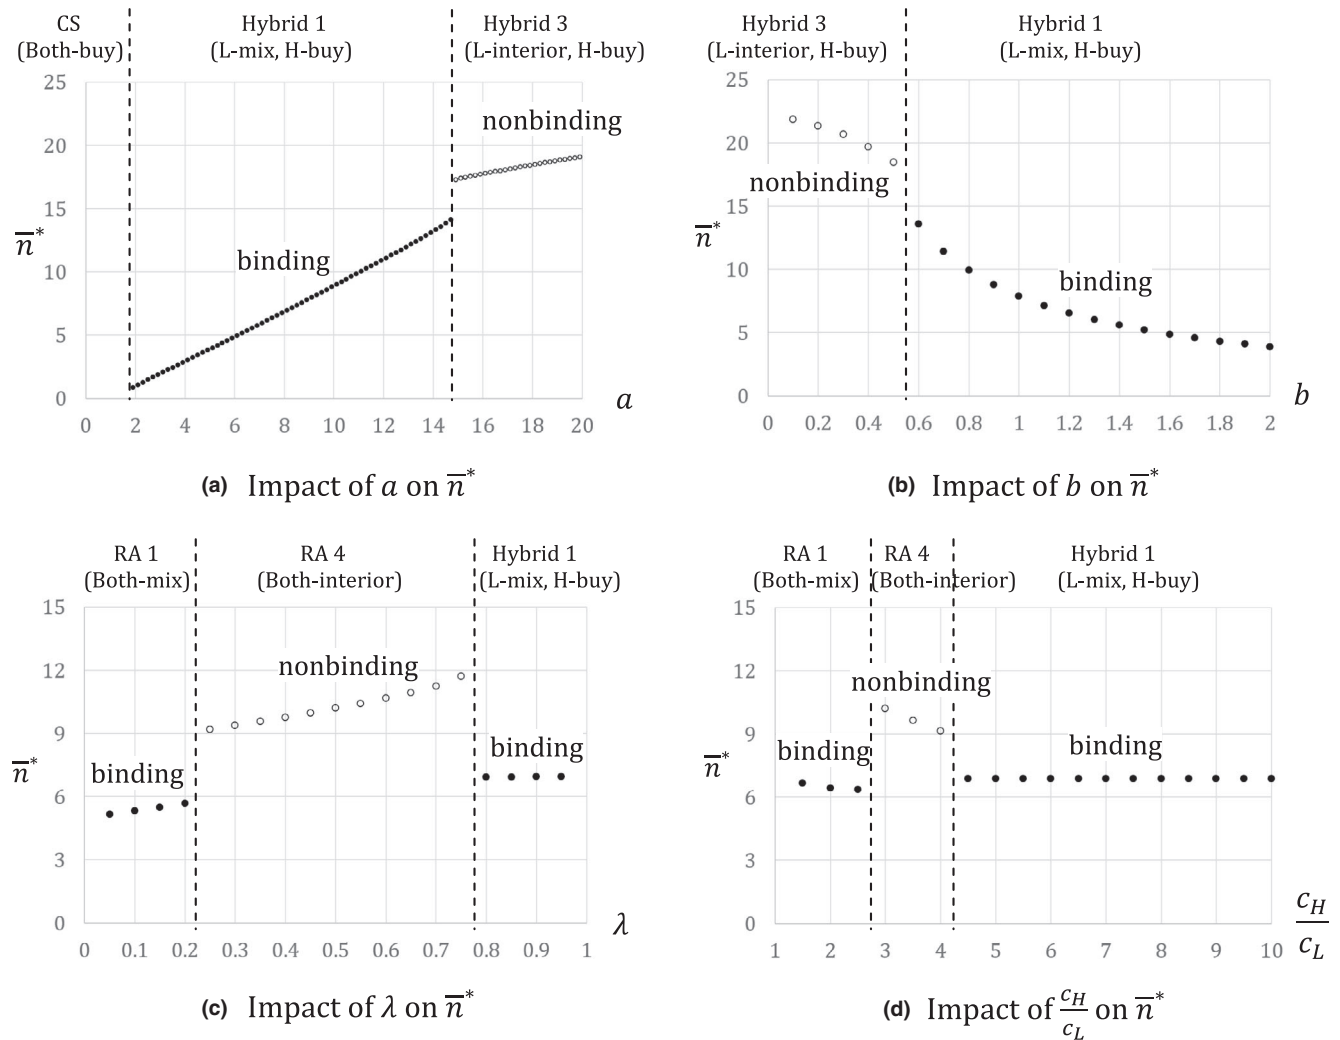 CS
(Both-buy)
Hybrid 1
(L-mix, H-buy)
Hybrid 3
(L-interior, H-buy)
25
20
15
10
5
0
n̅*
nonbinding
binding
0 2 4 6 8 10 12 14 16 18 20
a
(a) Impact of a on n̅*
Hybrid 3
(L-interior, H-buy)
Hybrid 1
(L-mix, H-buy)
25
20
15
10
5
0
n̅*
nonbinding
binding
0 0.2 0.4 0.6 0.8 1 1.2 1.4 1.6 1.8 2
b
(b) Impact of b on n̅*
RA 1
(Both-mix)
RA 4
(Both-interior)
Hybrid 1
(L-mix, H-buy)
15
12
9
6
3
0
n̅*
binding
nonbinding
binding
0 0.1 0.2 0.3 0.4 0.5 0.6 0.7 0.8 0.9 1
λ
(c) Impact of λ on n̅*
RA 1
(Both-mix)
RA 4
(Both-interior)
Hybrid 1
(L-mix, H-buy)
15
12
9
6
3
0
n̅*
binding
nonbinding
binding
1 2 3 4 5 6 7 8 9 10
c_H
c_L
(d) Impact of c_H/c_L on n̅*